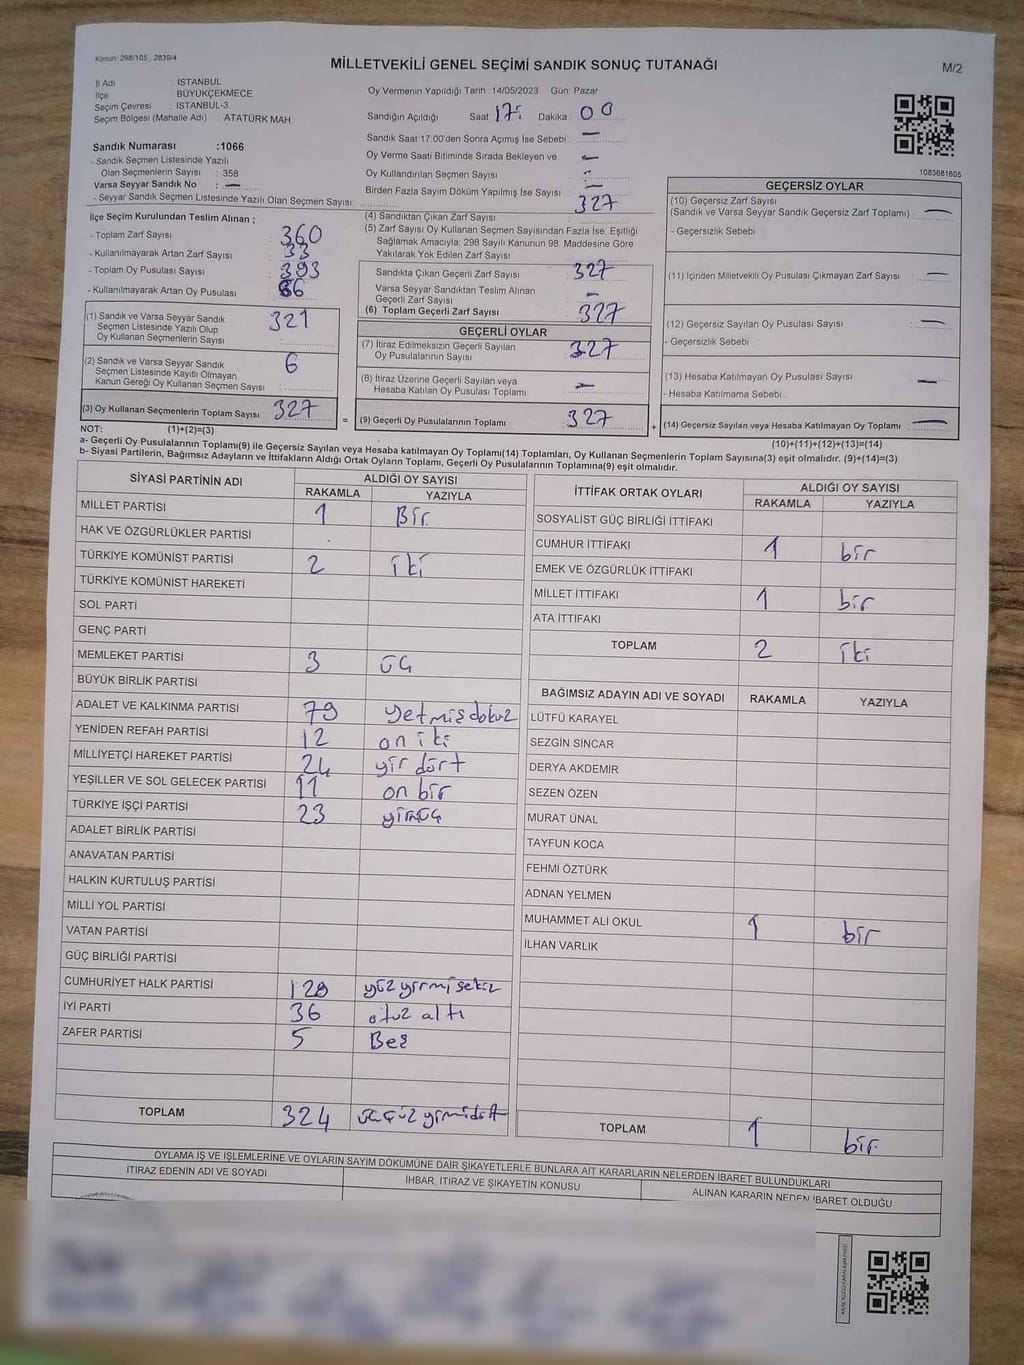 Kanun: 298/105 , 2839/4
MİLLETVEKİLİ GENEL SEÇİMİ SANDIK SONUÇ TUTANAĞI
M/2
İl Adı : İSTANBUL
İlçe : BÜYÜKÇEKMECE
Seçim Çevresi : İSTANBUL-3
Seçim Bölgesi (Mahalle Adı) : ATATÜRK MAH.
Sandık Numarası :1066
- Sandık Seçmen Listesinde Yazılı
Olan Seçmenlerin Sayısı : 358
Varsa Seyyar Sandık No : —
- Seyyar Sandık Seçmen Listesinde Yazılı Olan Seçmen Sayısı:
Oy Vermenin Yapıldığı Tarih :14/05/2023 Gün: Pazar
Sandığın Açıldığı Saat: 17: Dakika: 00
Sandık Saat 17:00'den Sonra Açımış İse Sebebi : —
Oy Verme Saati Bitiminde Sırada Bekleyen ve —
Oy Kullandırılan Seçmen Sayısı :
Birden Fazla Sayım Döküm Yapılmış İse Sayısı : —
1083681605
İlçe Seçim Kurulundan Teslim Alınan ;
- Toplam Zarf Sayısı : 360
- Kullanılmayarak Artan Zarf Sayısı : 33
- Toplam Oy Pusulası Sayısı : 393
- Kullanılmayarak Artan Oy Pusulası : 66
(1) Sandık ve Varsa Seyyar Sandık
Seçmen Listesinde Yazılı Olup
Oy Kullanan Seçmenlerin Sayısı : 321
(2) Sandık ve Varsa Seyyar Sandık
Seçmen Listesinde Kayıtlı Olmayan
Kanun Gereği Oy Kullanan Seçmen Sayısı : 6
(3) Oy Kullanan Seçmenlerin Toplam Sayısı : 327
(4) Sandıktan Çıkan Zarf Sayısı : 327
(5) Zarf Sayısı Oy Kullanan Seçmen Sayısından Fazla İse, Eşitliği
Sağlamak Amacıyla; 298 Sayılı Kanunun 98. Maddesine Göre
Yakılarak Yok Edilen Zarf Sayısı :
Sandıkta Çıkan Geçerli Zarf Sayısı : 327
Varsa Seyyar Sandıktan Teslim Alınan
Geçerli Zarf Sayısı : —
(6) Toplam Geçerli Zarf Sayısı : 327
GEÇERLİ OYLAR
(7) İtiraz Edilmeksizin Geçerli Sayılan
Oy Pusulalarının Sayısı : 327
(8) İtiraz Üzerine Geçerli Sayılan veya
Hesaba Katılan Oy Pusulası Toplamı : —
= (9) Geçerli Oy Pusulalarının Toplamı : 327 +
GEÇERSİZ OYLAR
(10) Geçersiz Zarf Sayısı
(Sandık ve Varsa Seyyar Sandık Geçersiz Zarf Toplamı) : —
- Geçersizlik Sebebi :
(11) İçinden Milletvekili Oy Pusulası Çıkmayan Zarf Sayısı : —
(12) Geçersiz Sayılan Oy Pusulası Sayısı : —
- Geçersizlik Sebebi :
(13) Hesaba Katılmayan Oy Pusulası Sayısı : —
- Hesaba Katılmama Sebebi :
(14) Geçersiz Sayılan veya Hesaba Katılmayan Oy Toplamı : —
NOT: (1)+(2)=(3)
(10)+(11)+(12)+(13)=(14)
a- Geçerli Oy Pusulalarının Toplamı(9) ile Geçersiz Sayılan veya Hesaba katılmayan Oy Toplamı(14) Toplamları, Oy Kullanan Seçmenlerin Toplam Sayısına(3) eşit olmalıdır. (9)+(14)=(3)
b- Siyasi Partilerin, Bağımsız Adayların ve İttifakların Aldığı Ortak Oyların Toplamı, Geçerli Oy Pusulalarının Toplamına(9) eşit olmalıdır.
SİYASİ PARTİNİN ADI ALDIĞI OY SAYISI
RAKAMLA YAZIYLA
MİLLET PARTİSİ 1 Bir
HAK VE ÖZGÜRLÜKLER PARTİSİ
TÜRKİYE KOMÜNİST PARTİSİ 2 iki
TÜRKİYE KOMÜNİST HAREKETİ
SOL PARTİ
GENÇ PARTİ
MEMLEKET PARTİSİ 3 üç
BÜYÜK BİRLİK PARTİSİ
ADALET VE KALKINMA PARTİSİ 79 yetmişdokuz
YENİDEN REFAH PARTİSİ 12 on iki
MİLLİYETÇİ HAREKET PARTİSİ 24 yir dört
YEŞİLLER VE SOL GELECEK PARTİSİ 11 on bir
TÜRKİYE İŞÇİ PARTİSİ 23 yirmüç
ADALET BİRLİK PARTİSİ
ANAVATAN PARTİSİ
HALKIN KURTULUŞ PARTİSİ
MİLLİ YOL PARTİSİ
VATAN PARTİSİ
GÜÇ BİRLİĞİ PARTİSİ
CUMHURİYET HALK PARTİSİ 128 yüzyirmisekiz
İYİ PARTİ 36 otuz altı
ZAFER PARTİSİ 5 Beş
TOPLAM 324 üçyüz yirmidört
İTTİFAK ORTAK OYLARI ALDIĞI OY SAYISI
RAKAMLA YAZIYLA
SOSYALİST GÜÇ BİRLİĞİ İTTİFAKI
CUMHUR İTTİFAKI 1 bir
EMEK VE ÖZGÜRLÜK İTTİFAKI
MİLLET İTTİFAKI 1 bir
ATA İTTİFAKI
TOPLAM 2 iki
BAĞIMSIZ ADAYIN ADI VE SOYADI RAKAMLA YAZIYLA
LÜTFÜ KARAYEL
SEZGİN SİNCAR
DERYA AKDEMİR
SEZEN ÖZEN
MURAT ÜNAL
TAYFUN KOCA
FEHMİ ÖZTÜRK
ADNAN YELMEN
MUHAMMET ALİ OKUL 1 bir
İLHAN VARLIK
TOPLAM 1 bir
OYLAMA İŞ VE İŞLEMLERİNE VE OYLARIN SAYIM DÖKÜMÜNE DAİR ŞİKAYETLERLE BUNLARA AİT KARARLARIN NELERDEN İBARET BULUNDUKLARI
İTİRAZ EDENİN ADI VE SOYADI İHBAR, İTİRAZ VE ŞİKAYETİN KONUSU ALINAN KARARIN NEDEN İBARET OLDUĞU